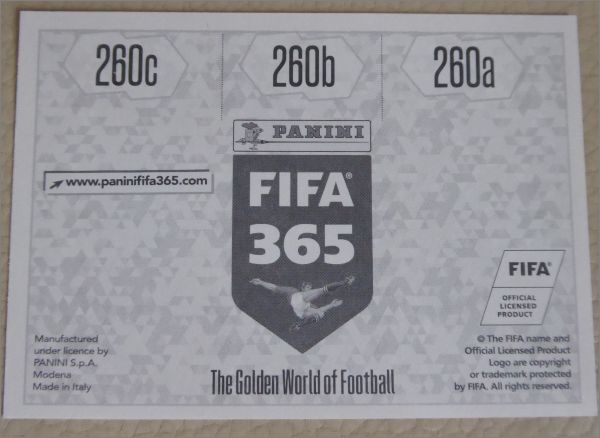 260c 260b 260a
PANINI
www.paninififa365.com
FIFA®
365
FIFA®
OFFICIAL
LICENSED
PRODUCT
Manufactured
under licence by
PANINI S.p.A.
Modena
Made in Italy
The Golden World of Football
© The FIFA name and
Official Licensed Product
Logo are copyright
or trademark protected
by FIFA. All rights reserved.